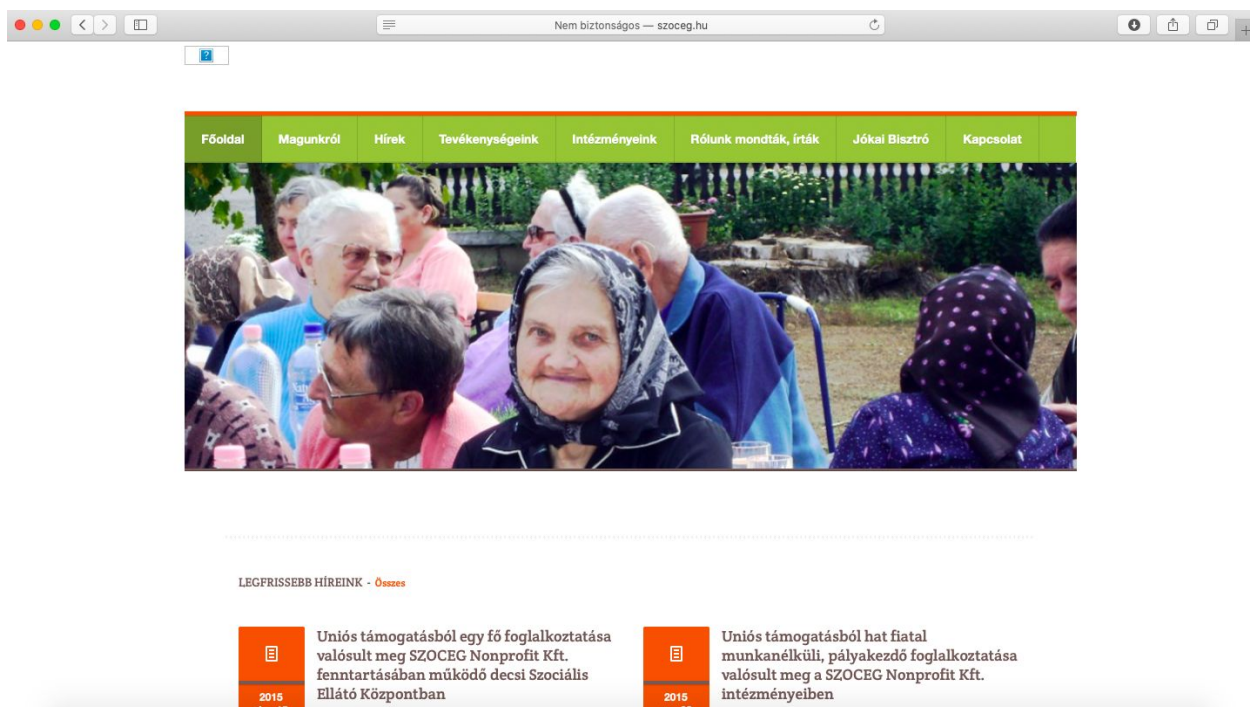 Nem biztonságos — szoceg.hu
Főoldal Magunkról Hírek Tevékenységeink Intézményeink Rólunk mondták, írták Jókai Bisztró Kapcsolat
LEGFRISSEBB HÍREINK - Összes
Uniós támogatásból egy fő foglalkoztatása
valósult meg SZOCEG Nonprofit Kft.
fenntartásában működő decsi Szociális
Ellátó Központban
2015
Uniós támogatásból hat fiatal
munkanélküli, pályakezdő foglalkoztatása
valósult meg a SZOCEG Nonprofit Kft.
intézményeiben
2015